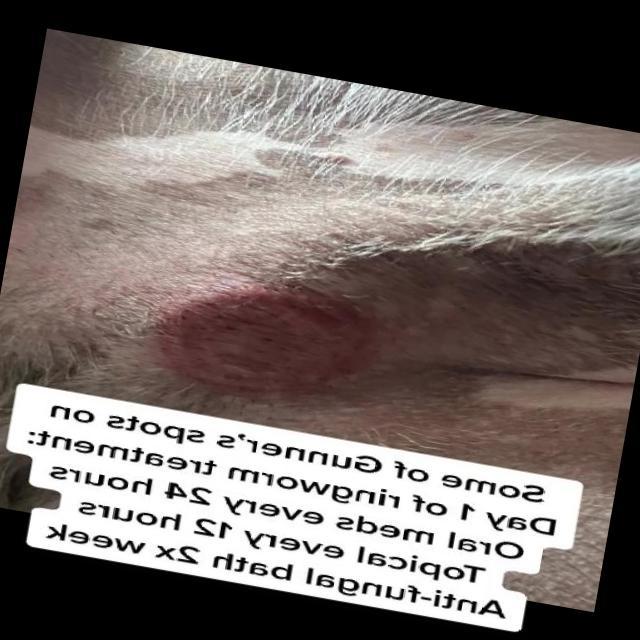 Some of Gunner's spots on
Day 1 of ringworm treatment:
Oral meds every 24 hours
Topical every 12 hours
Anti-fungal bath 2x week